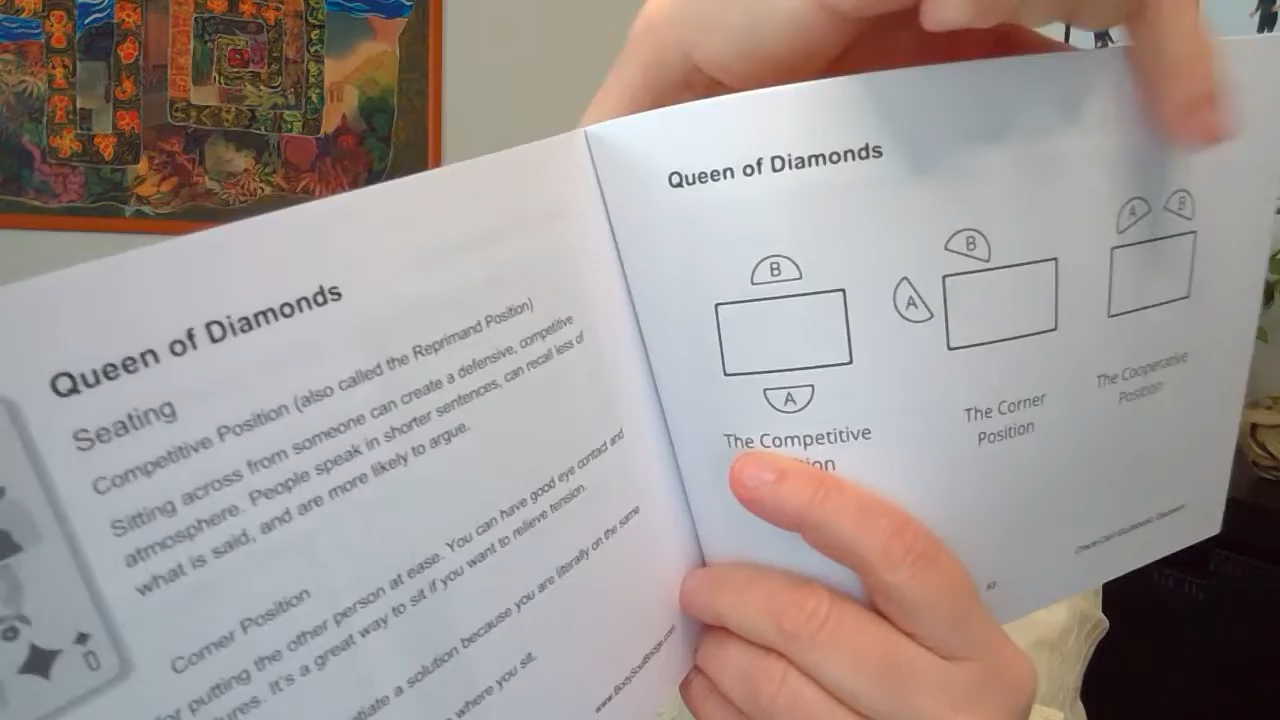 Queen of Diamonds
Seating
Competitive Position (also called the Reprimand Position)
Sitting across from someone can create a defensive, competitive
atmosphere. People speak in shorter sentences, can recall less of
what is said, and are more likely to argue.
Corner Position
for putting the other person at ease. You can have good eye contact and
It's a great way to sit if you want to relieve tension.
a solution because you are literally on the same
where you sit.
Q
Queen of Diamonds
B
A
The Competitive
B
A
The Corner
Position
A
B
The Cooperative
Position